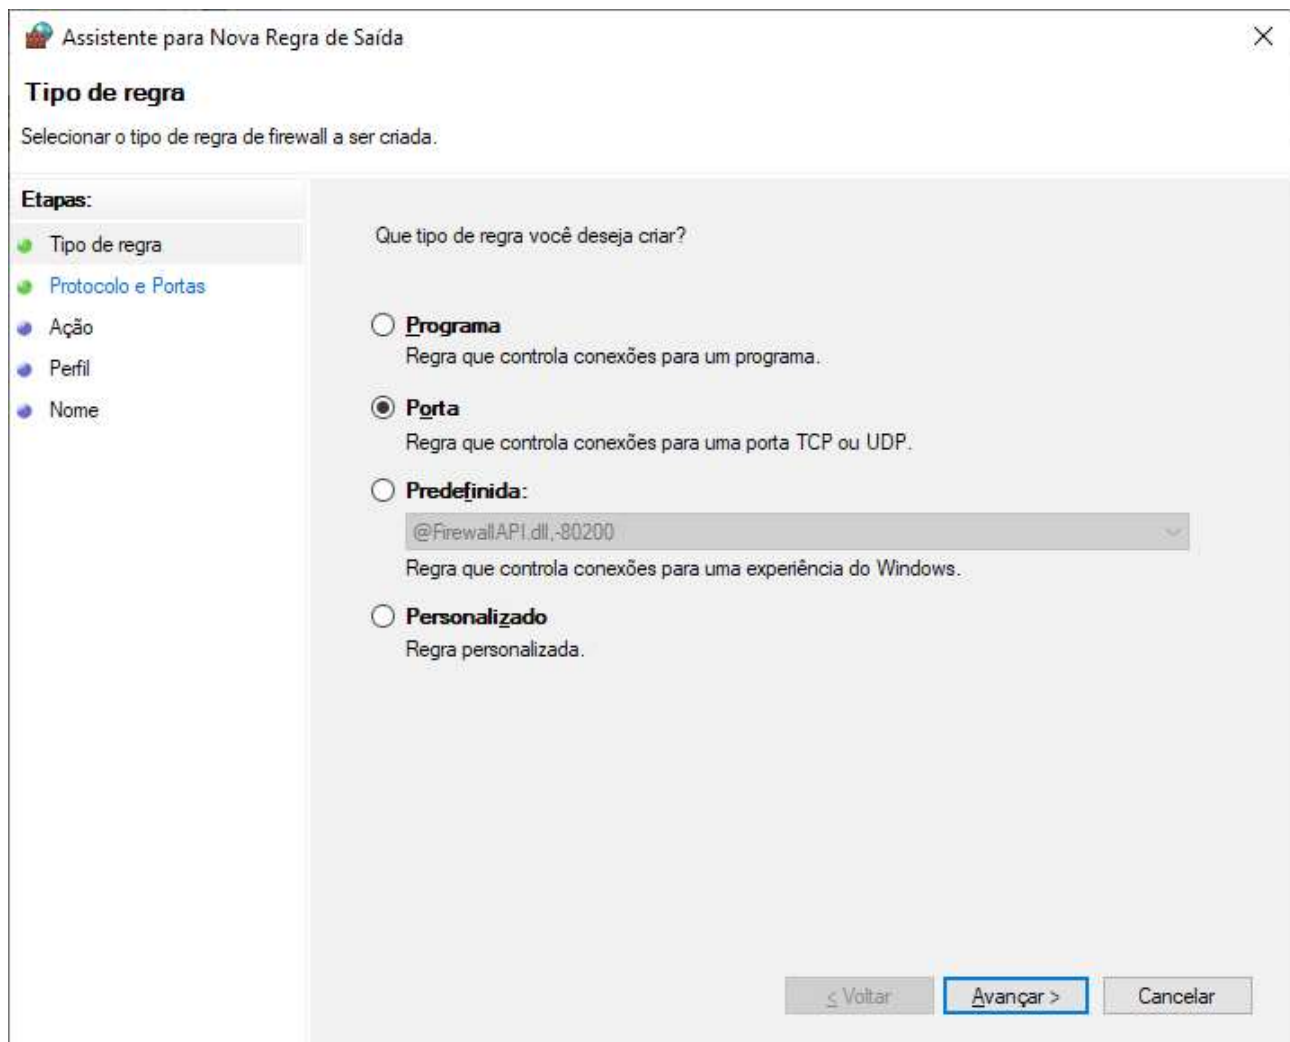 Assistente para Nova Regra de Saída
Tipo de regra
Selecionar o tipo de regra de firewall a ser criada.
Etapas:
Tipo de regra
Protocolo e Portas
Ação
Perfil
Nome
Que tipo de regra você deseja criar?
Programa
Regra que controla conexões para um programa.
Porta
Regra que controla conexões para uma porta TCP ou UDP.
Predefinida:
@FirewallAPI.dll,-80200
Regra que controla conexões para uma experiência do Windows.
Personalizado
Regra personalizada.
< Voltar
Avançar >
Cancelar